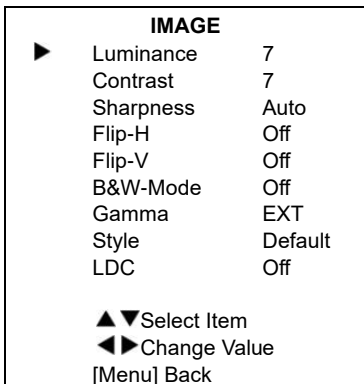 IMAGE
▶ Luminance 7
Contrast 7
Sharpness Auto
Flip-H Off
Flip-V Off
B&W-Mode Off
Gamma EXT
Style Default
LDC Off
▲▼Select Item
◀▶Change Value
[Menu] Back